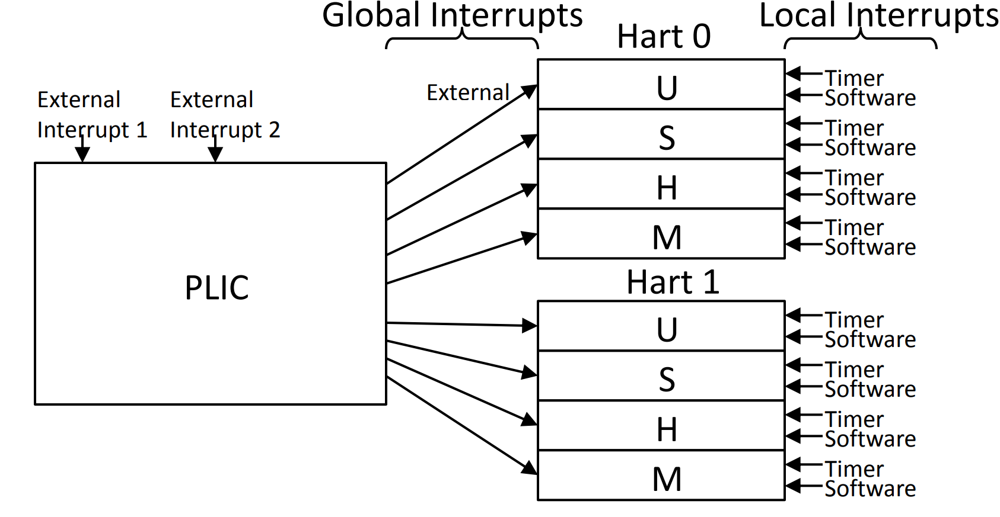 Global Interrupts
Local Interrupts
Hart 0
External
Interrupt 1
External
Interrupt 2
PLIC
External
U
Timer
Software
S
Timer
Software
H
Timer
Software
M
Timer
Software
Hart 1
U
Timer
Software
S
Timer
Software
H
Timer
Software
M
Timer
Software